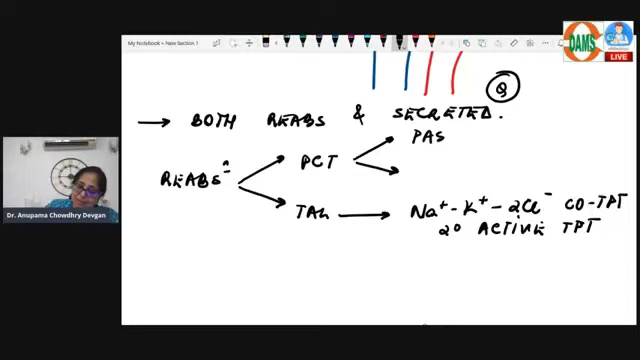 My Notebook > New Section 1
DAMS
LIVE
Q
→ BOTH REABS & SECRETED.
REABSⁿ
PCT
PAS
TAL → Na⁺-K⁺-2Cl⁻ CO-TPT
2° ACTIVE TPT
Dr. Anupama Chowdhry Devgan